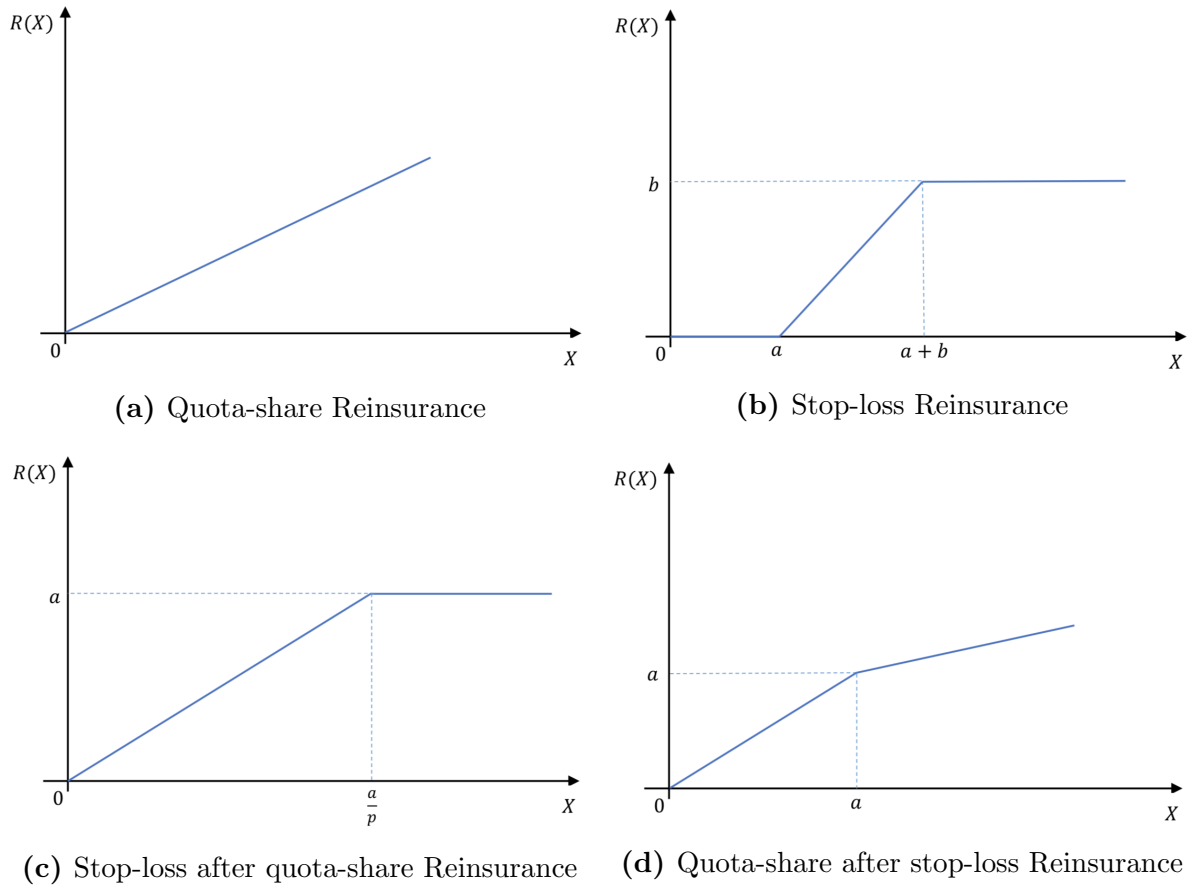 R(X)
0
X
(a) Quota-share Reinsurance
R(X)
b
0
a
a + b
X
(b) Stop-loss Reinsurance
R(X)
a
0
a
p
X
(c) Stop-loss after quota-share Reinsurance
R(X)
a
0
a
X
(d) Quota-share after stop-loss Reinsurance